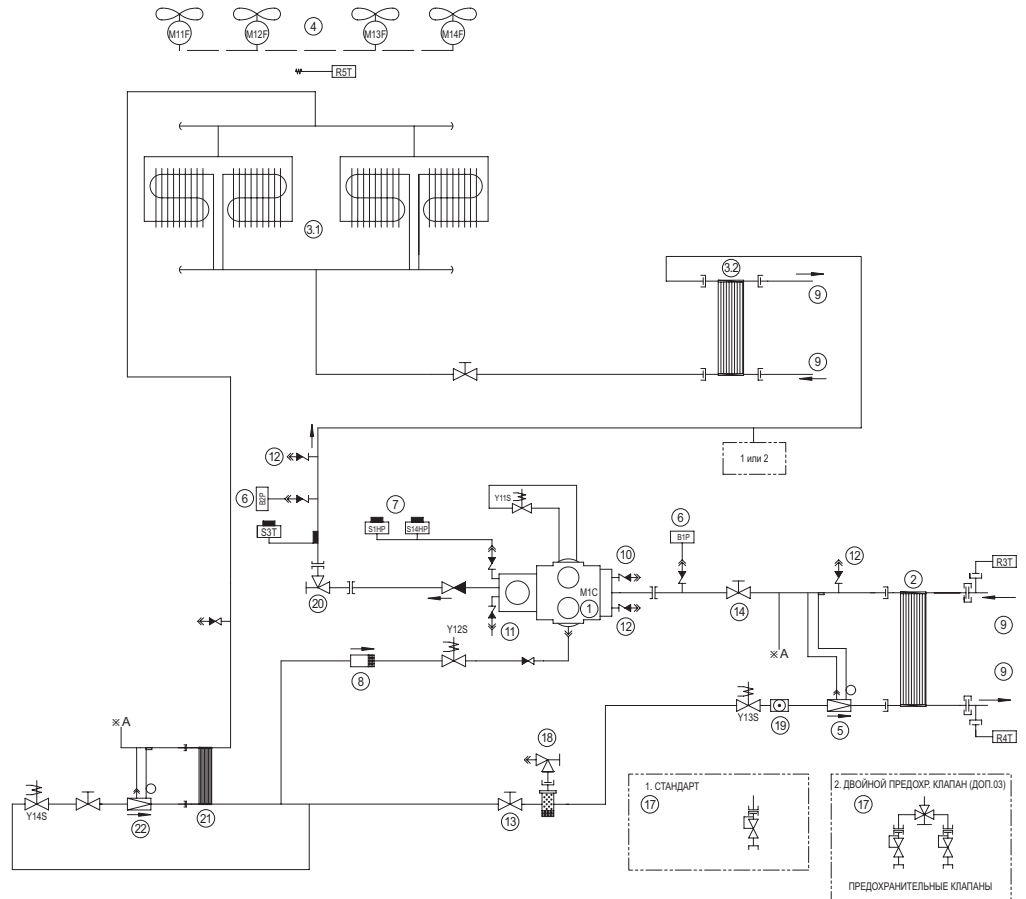 M11F M12F 4 M13F M14F
R5T
3.1
3.2
9
9
1 или 2
12
6 B2P
S3T
7
S1HP S14HP
Y11S
6
B1P
10
12
2
R3T
M1C
1
20
11
12
14
※A
9
Y12S
8
9
※A
Y13S
19
5
R4T
18
1. СТАНДАРТ
17
2. ДВОЙНОЙ ПРЕДОХР. КЛАПАН (ДОП.03)
17
Y14S
22
21
13
ПРЕДОХРАНИТЕЛЬНЫЕ КЛАПАНЫ